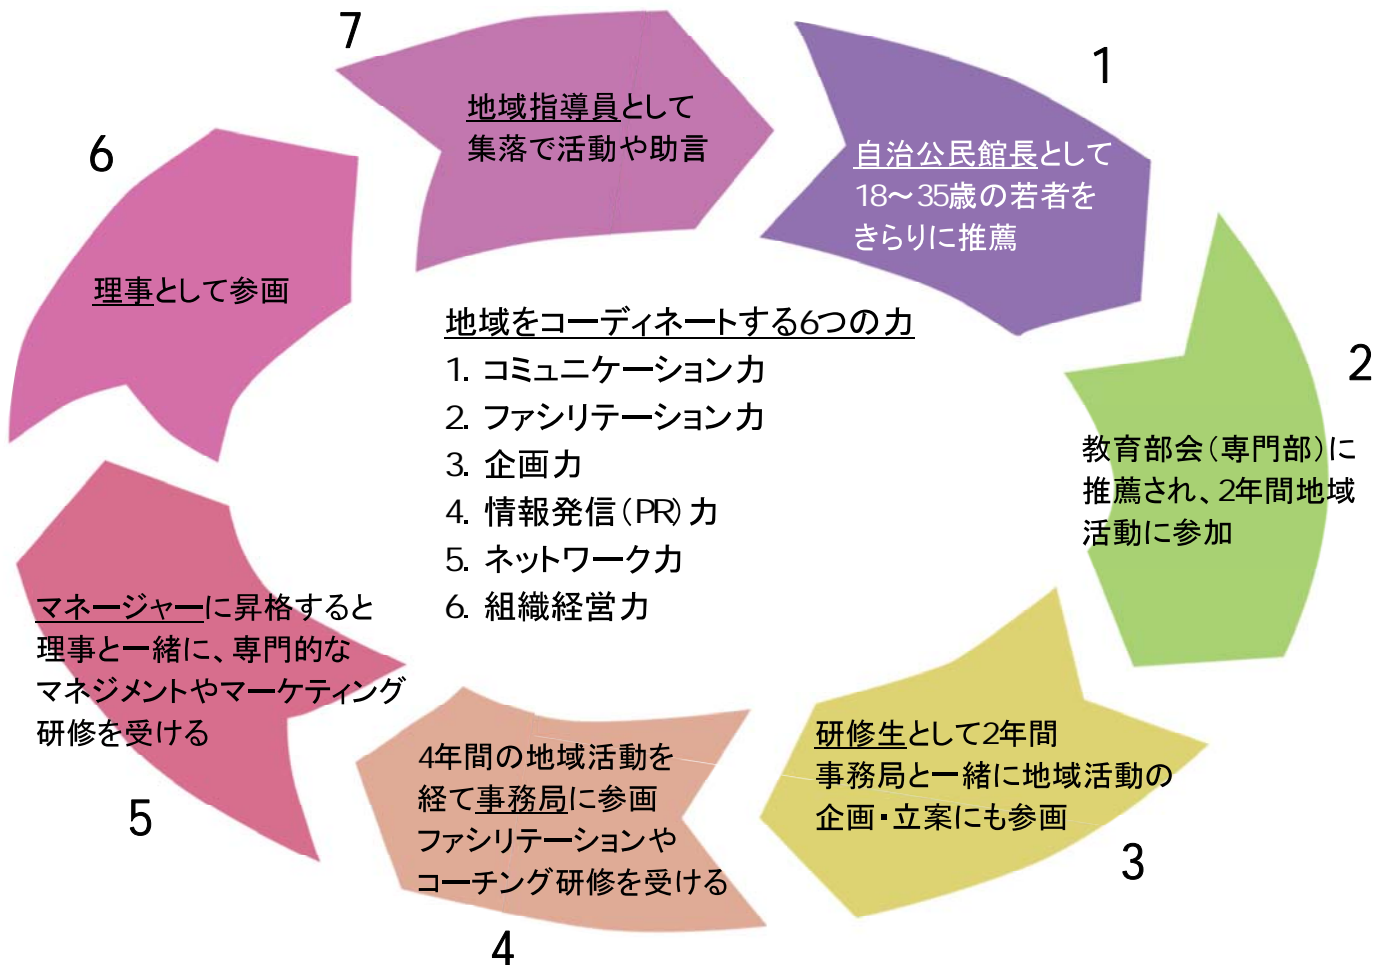 7
地域指導員として
集落で活動や助言
1
自治公民館長として
18～35歳の若者を
きらりに推薦
6
理事として参画
2
教育部会（専門部）に
推薦され、2年間地域
活動に参加
地域をコーディネートする6つの力
1. コミュニケーション力
2. ファシリテーション力
3. 企画力
4. 情報発信（PR）力
5. ネットワーク力
6. 組織経営力
研修生として2年間
事務局と一緒に地域活動の
企画・立案にも参画
3
4年間の地域活動を
経て事務局に参画
ファシリテーションや
コーチング研修を受ける
4
マネージャーに昇格すると
理事と一緒に、専門的な
マネジメントやマーケティング
研修を受ける
5